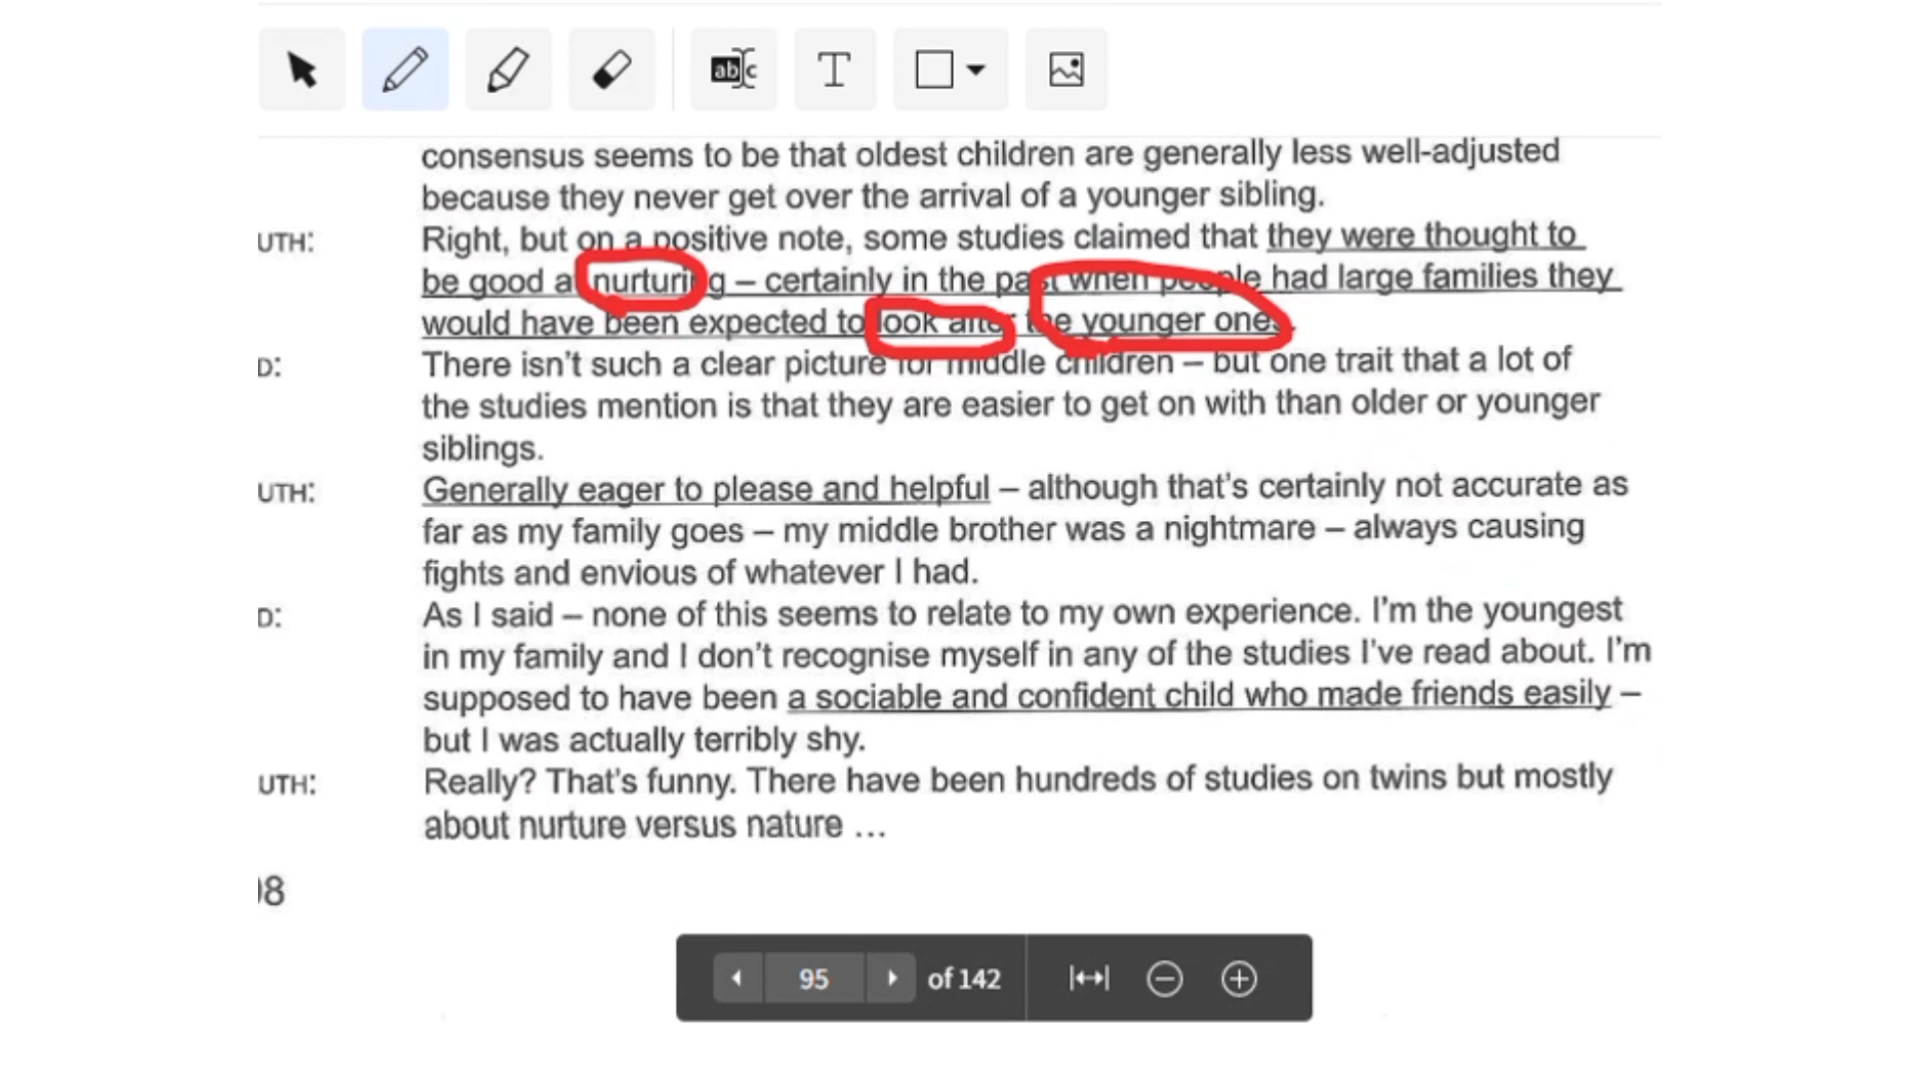 abc T
consensus seems to be that oldest children are generally less well-adjusted
because they never get over the arrival of a younger sibling.
UTH: Right, but on a positive note, some studies claimed that they were thought to
be good at nurturing – certainly in the past when people had large families they
would have been expected to look after the younger ones.
D: There isn't such a clear picture for middle children – but one trait that a lot of
the studies mention is that they are easier to get on with than older or younger
siblings.
UTH: Generally eager to please and helpful – although that's certainly not accurate as
far as my family goes – my middle brother was a nightmare – always causing
fights and envious of whatever I had.
D: As I said – none of this seems to relate to my own experience. I'm the youngest
in my family and I don't recognise myself in any of the studies I've read about. I'm
supposed to have been a sociable and confident child who made friends easily –
but I was actually terribly shy.
UTH: Really? That's funny. There have been hundreds of studies on twins but mostly
about nurture versus nature …
8
95 of 142